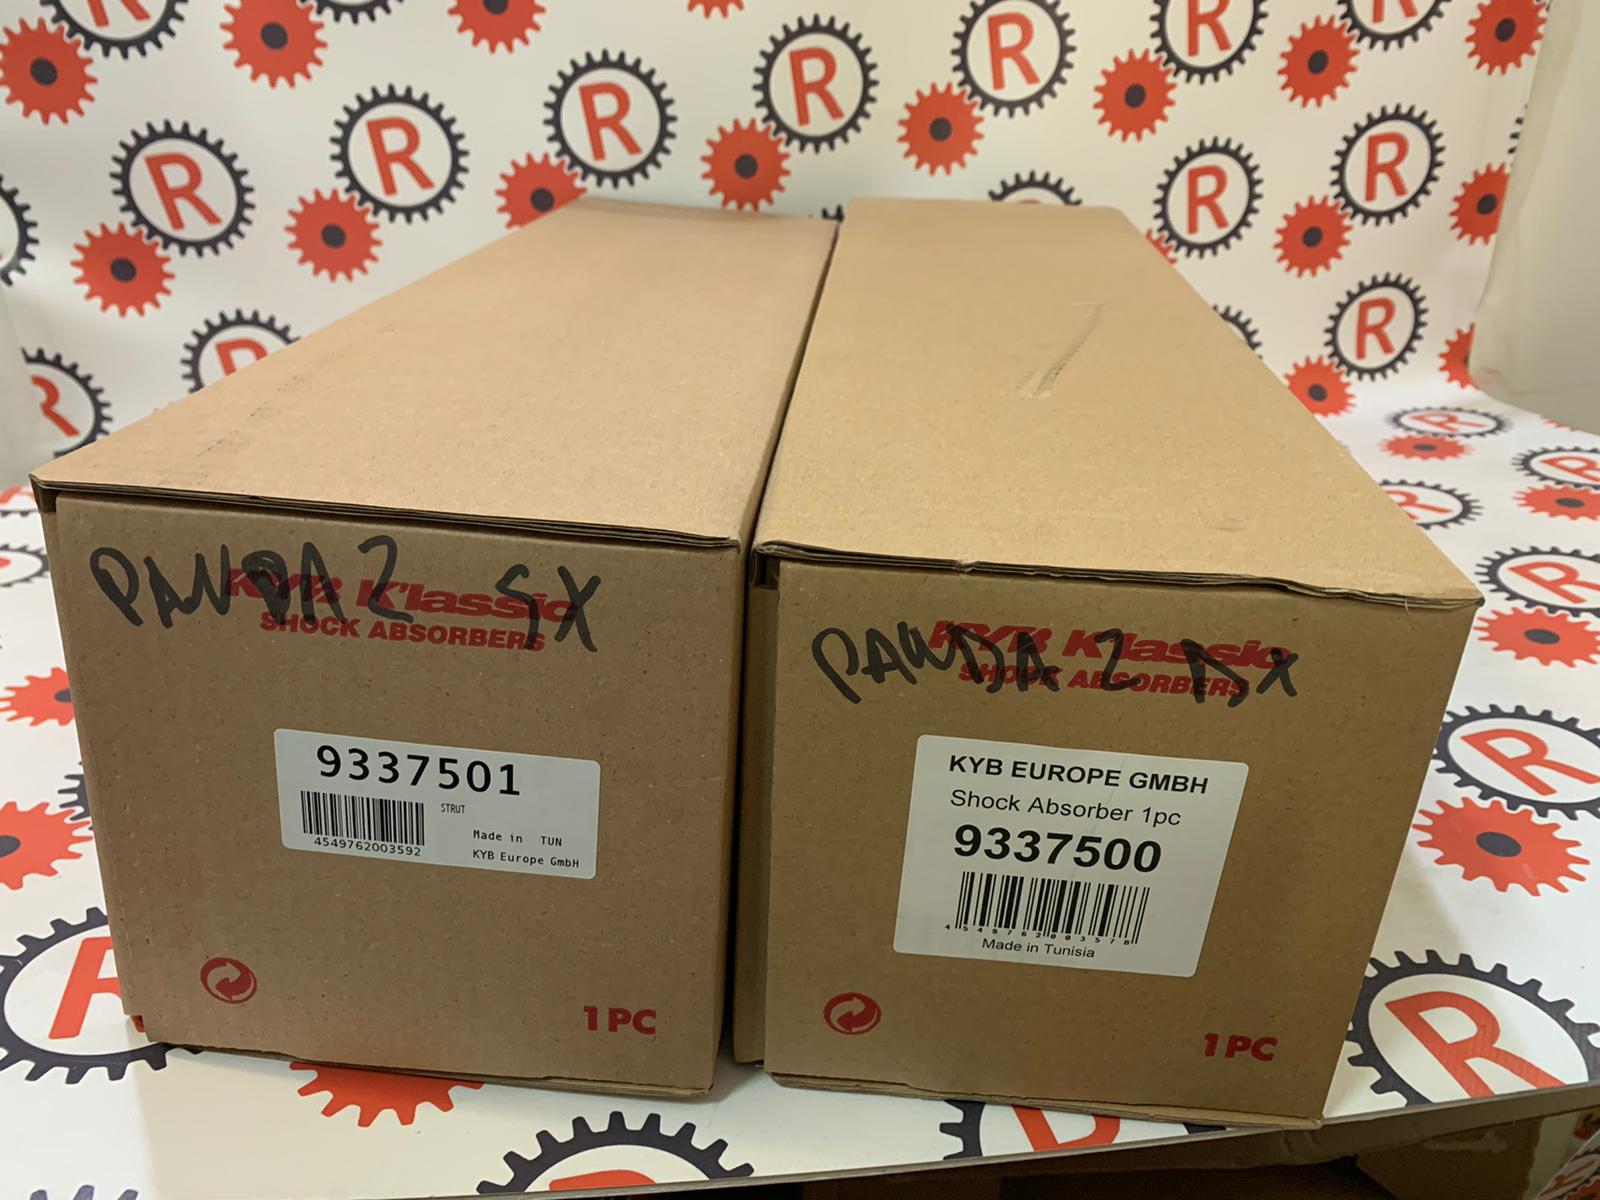 PANDA 2 SX
KYB K'lassic
SHOCK ABSORBERS
9337501
STRUT
4549762003592
Made in TUN
KYB Europe GmbH
1PC
PANDA 2 DX
KYB K'lassic
SHOCK ABSORBERS
KYB EUROPE GMBH
Shock Absorber 1pc
9337500
4549762003578
Made in Tunisia
1PC
R
R
R
R
R
R
R
R
R
R
R
R
R
R